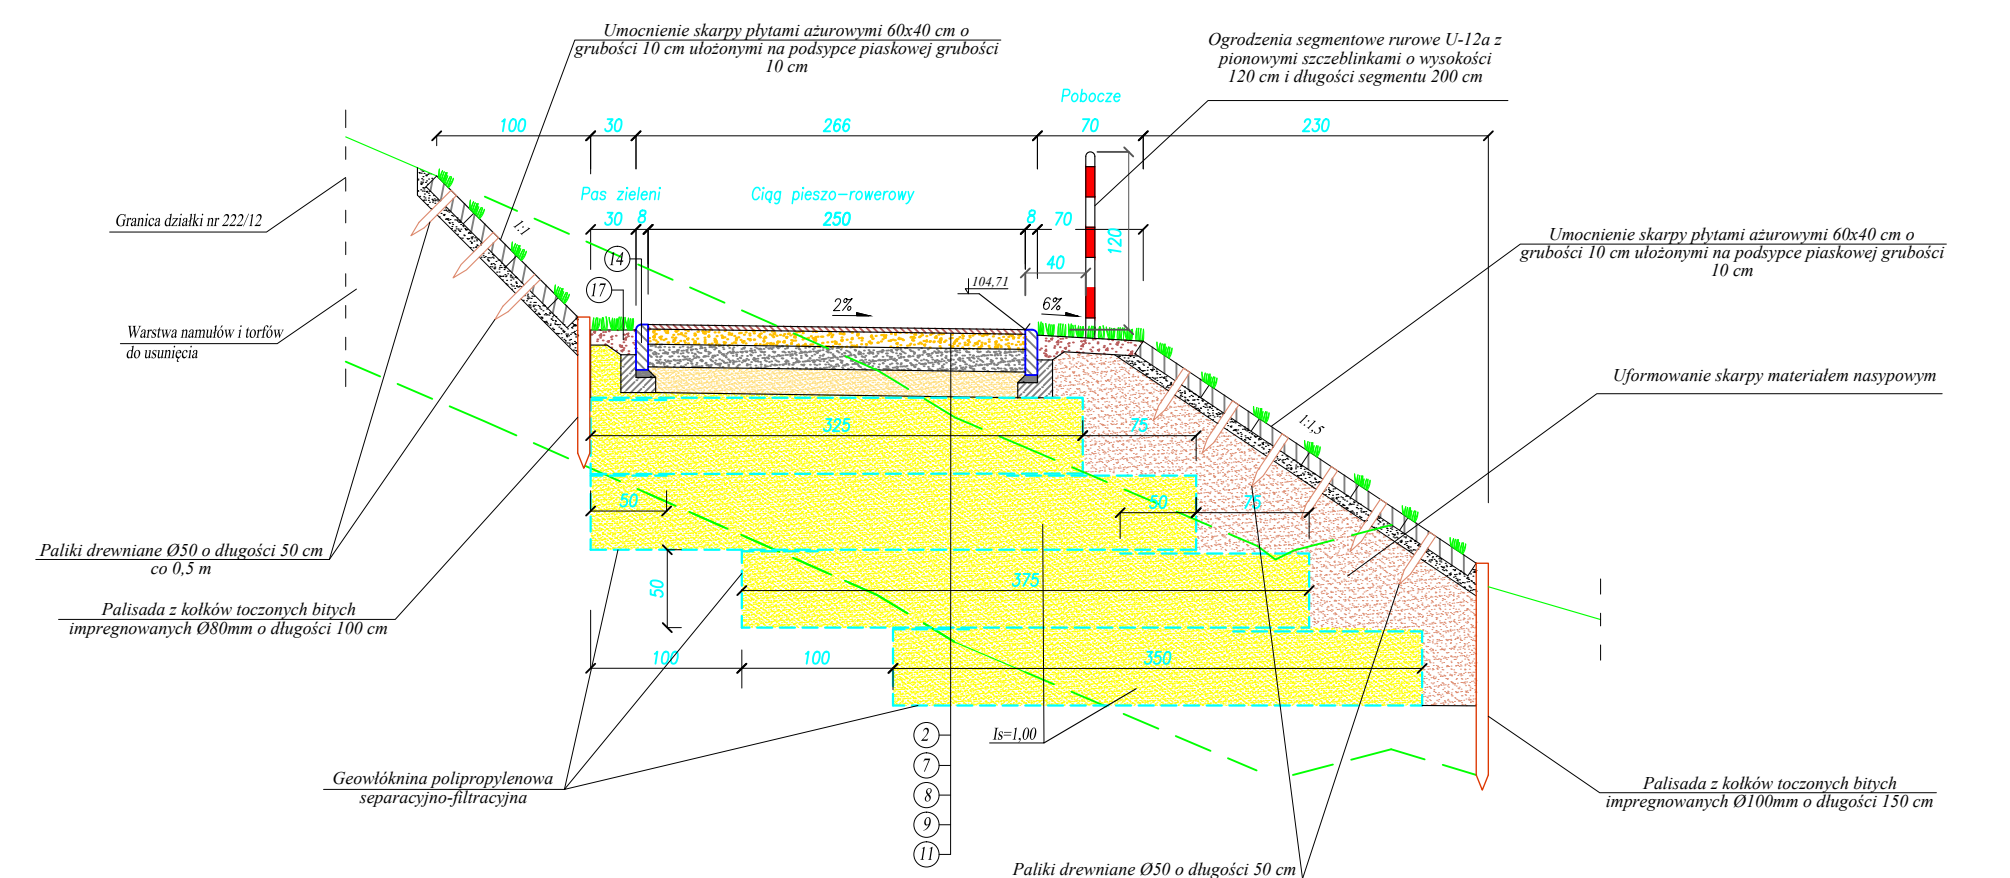 Umocnienie skarpy płytami ażurowymi 60x40 cm o
grubości 10 cm ułożonymi na podsypce piaskowej grubości
10 cm
Ogrodzenia segmentowe rurowe U-12a z
pionowymi szczeblinkami o wysokości
120 cm i długości segmentu 200 cm
Pobocze
100
30
266
70
230
Pas zieleni
Ciąg pieszo-rowerowy
30
8
250
8
70
120
40
Granica działki nr 222/12
1:1
14
17
104,71
2%
6%
Umocnienie skarpy płytami ażurowymi 60x40 cm o
grubości 10 cm ułożonymi na podsypce piaskowej grubości
10 cm
Warstwa namułów i torfów
do usunięcia
Uformowanie skarpy materiałem nasypowym
1:1,5
325
75
50
50
75
Paliki drewniane Ø50 o długości 50 cm
co 0,5 m
50
375
Palisada z kołków toczonych bitych
impregnowanych Ø80mm o długości 100 cm
100
100
350
2
7
8
9
11
Is=1,00
Geowłóknina polipropylenowa
separacyjno-filtracyjna
Palisada z kołków toczonych bitych
impregnowanych Ø100mm o długości 150 cm
Paliki drewniane Ø50 o długości 50 cm